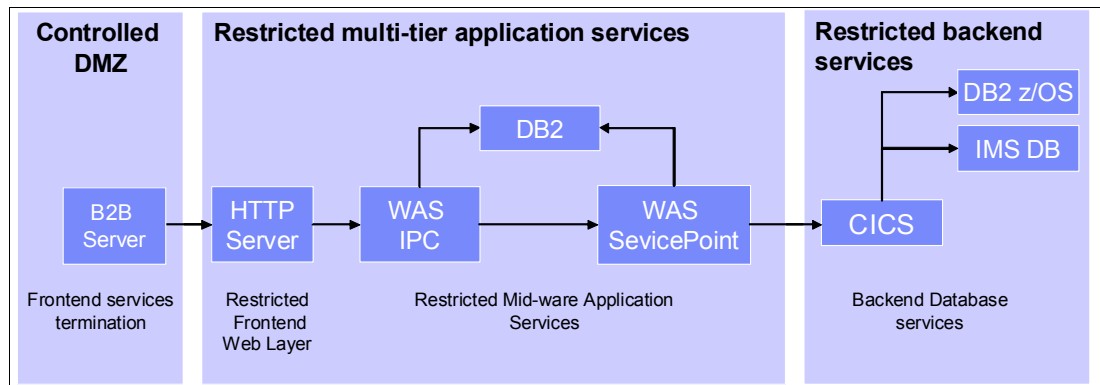 Controlled
DMZ
Restricted multi-tier application services
Restricted backend
services
DB2 z/OS
DB2
IMS DB
B2B
Server
HTTP
Server
WAS
IPC
WAS
SevicePoint
CICS
Frontend services
termination
Restricted
Frontend
Web Layer
Restricted Mid-ware Application
Services
Backend Database
services